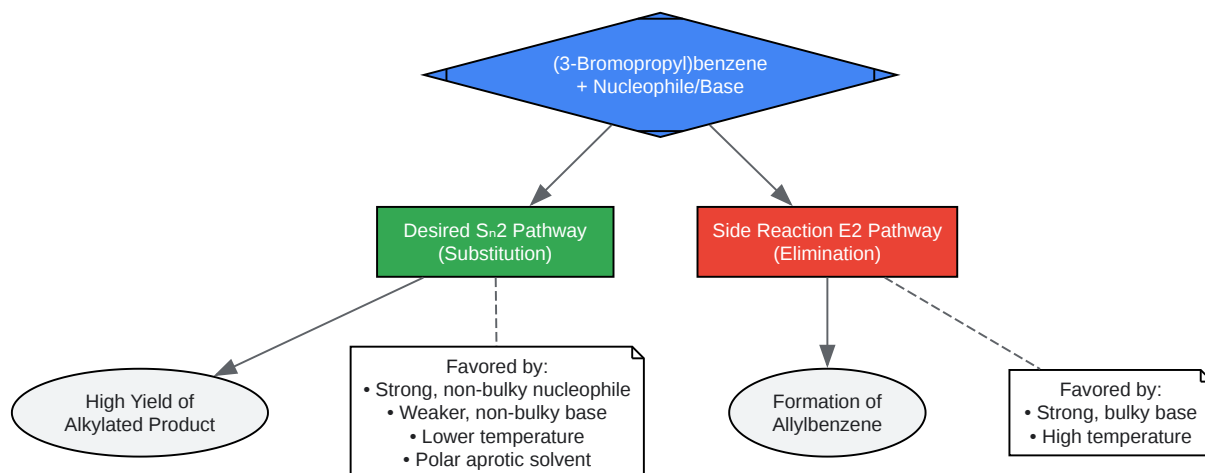 (3-Bromopropyl)benzene
+ Nucleophile/Base
Desired Sₙ2 Pathway
(Substitution)
Side Reaction E2 Pathway
(Elimination)
High Yield of
Alkylated Product
Favored by:
• Strong, non-bulky nucleophile
• Weaker, non-bulky base
• Lower temperature
• Polar aprotic solvent
Formation of
Allylbenzene
Favored by:
• Strong, bulky base
• High temperature